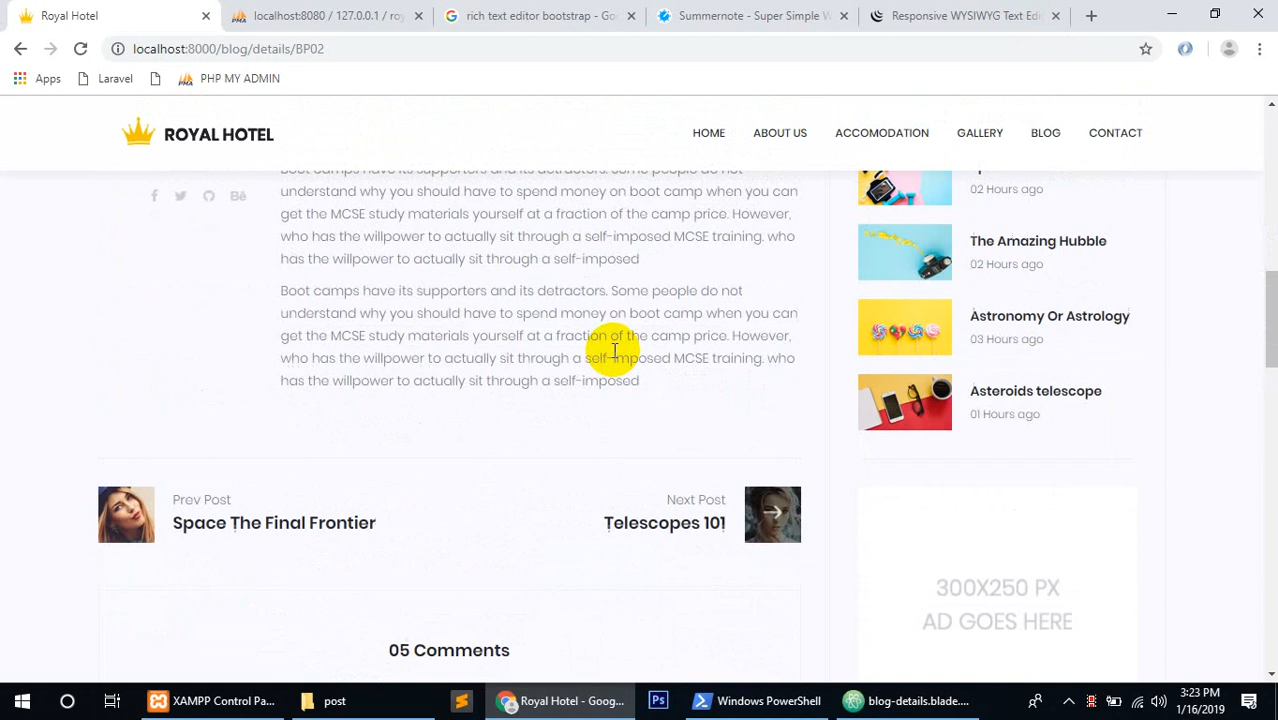 Royal Hotel
localhost:8080 / 127.0.0.1 / roy
rich text editor bootstrap - Goo
Summernote - Super Simple W
Responsive WYSIWYG Text Edi
localhost:8000/blog/details/BP02
Apps
Laravel
PHP MY ADMIN
ROYAL HOTEL
HOME
ABOUT US
ACCOMODATION
GALLERY
BLOG
CONTACT
Boot camps have its supporters and its detractors. Some people do not
understand why you should have to spend money on boot camp when you can
get the MCSE study materials yourself at a fraction of the camp price. However,
who has the willpower to actually sit through a self-imposed MCSE training. who
has the willpower to actually sit through a self-imposed
Boot camps have its supporters and its detractors. Some people do not
understand why you should have to spend money on boot camp when you can
get the MCSE study materials yourself at a fraction of the camp price. However,
who has the willpower to actually sit through a self-imposed MCSE training. who
has the willpower to actually sit through a self-imposed
02 Hours ago
The Amazing Hubble
02 Hours ago
Astronomy Or Astrology
03 Hours ago
Asteroids telescope
01 Hours ago
Prev Post
Space The Final Frontier
Next Post
Telescopes 101
300X250 PX
AD GOES HERE
05 Comments
XAMPP Control Pa...
post
Royal Hotel - Goog...
Windows PowerShell
blog-details.blade....
3:23 PM
1/16/2019